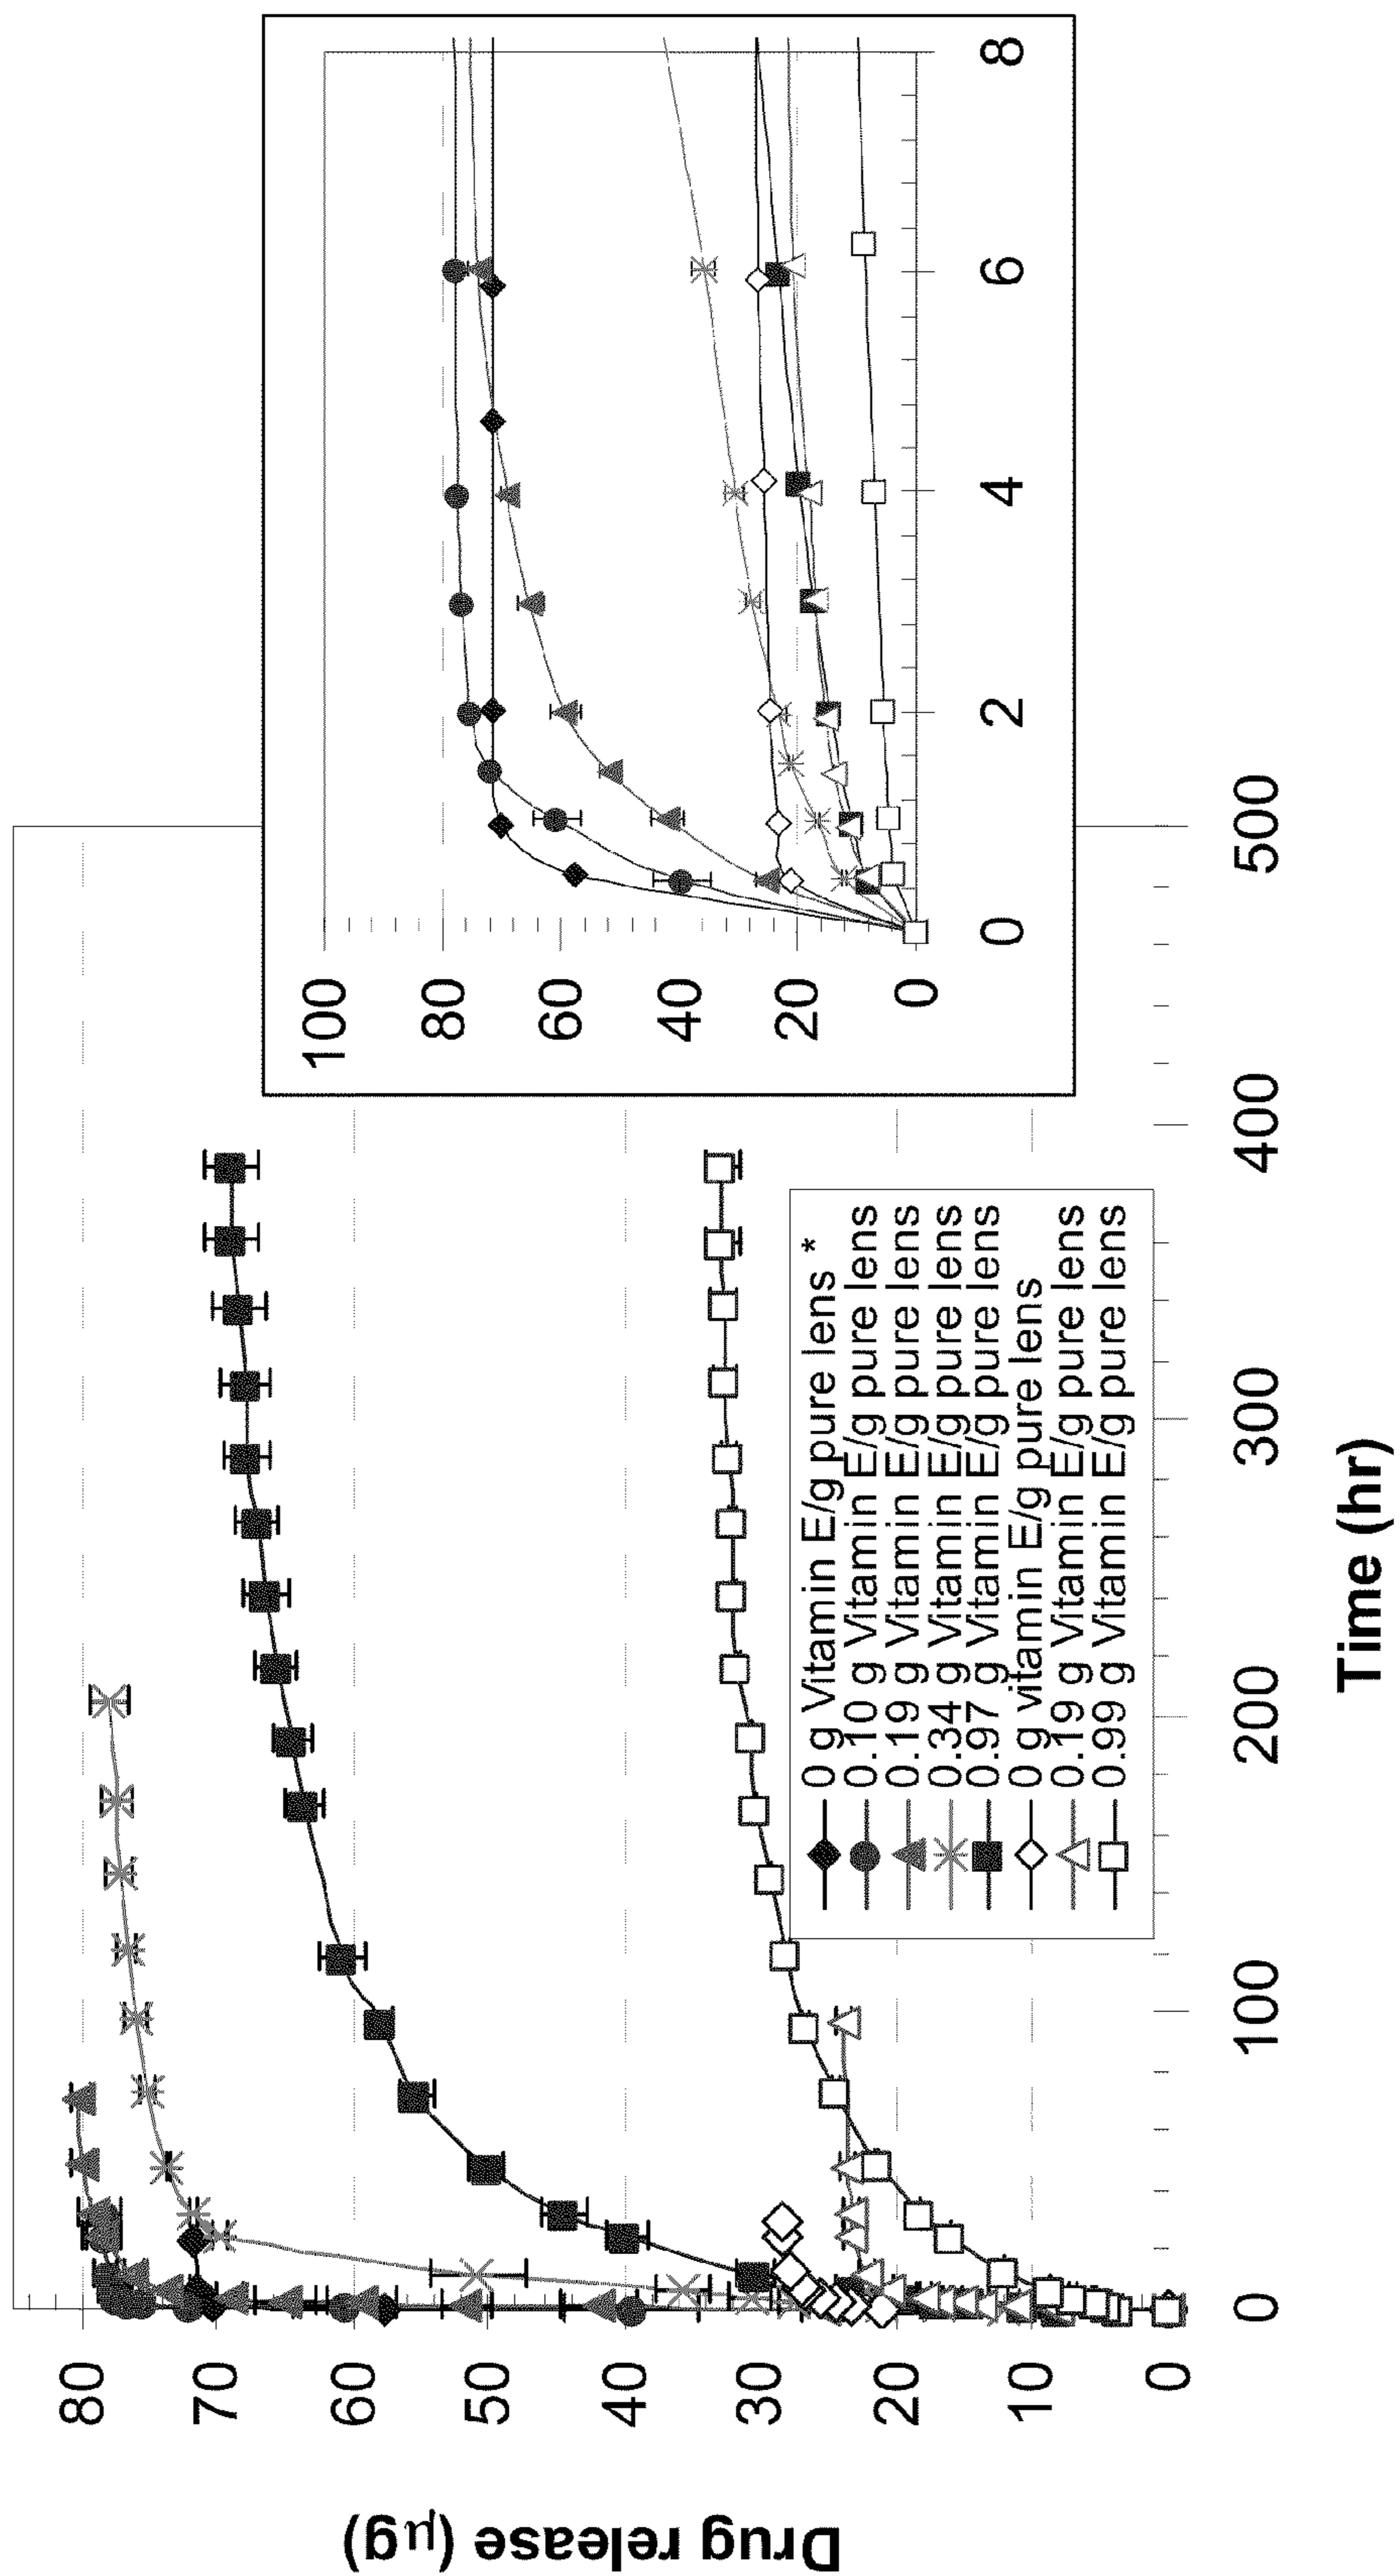 Drug release (μg)
80
70
60
50
40
30
20
10
0
0
100
200
300
400
500
Time (hr)
100
80
60
40
20
0
0
2
4
6
8
0 g Vitamin E/g pure lens *
0.10 g Vitamin E/g pure lens
0.19 g Vitamin E/g pure lens
0.34 g Vitamin E/g pure lens
0.97 g Vitamin E/g pure lens
0 g vitamin E/g pure lens
0.19 g Vitamin E/g pure lens
0.99 g Vitamin E/g pure lens